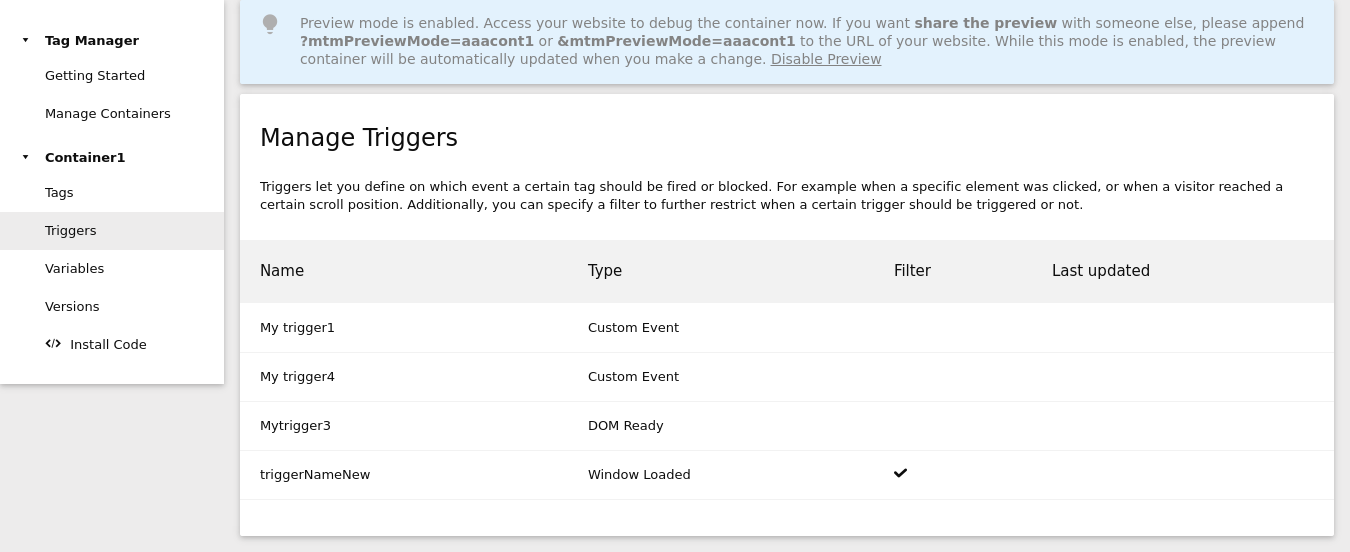 Tag Manager
Getting Started
Manage Containers
Container1
Tags
Triggers
Variables
Versions
Install Code
Preview mode is enabled. Access your website to debug the container now. If you want share the preview with someone else, please append
?mtmPreviewMode=aaacont1 or &mtmPreviewMode=aaacont1 to the URL of your website. While this mode is enabled, the preview
container will be automatically updated when you make a change. Disable Preview
Manage Triggers
Triggers let you define on which event a certain tag should be fired or blocked. For example when a specific element was clicked, or when a visitor reached a
certain scroll position. Additionally, you can specify a filter to further restrict when a certain trigger should be triggered or not.
Name Type Filter Last updated
My trigger1 Custom Event
My trigger4 Custom Event
Mytrigger3 DOM Ready
triggerNameNew Window Loaded